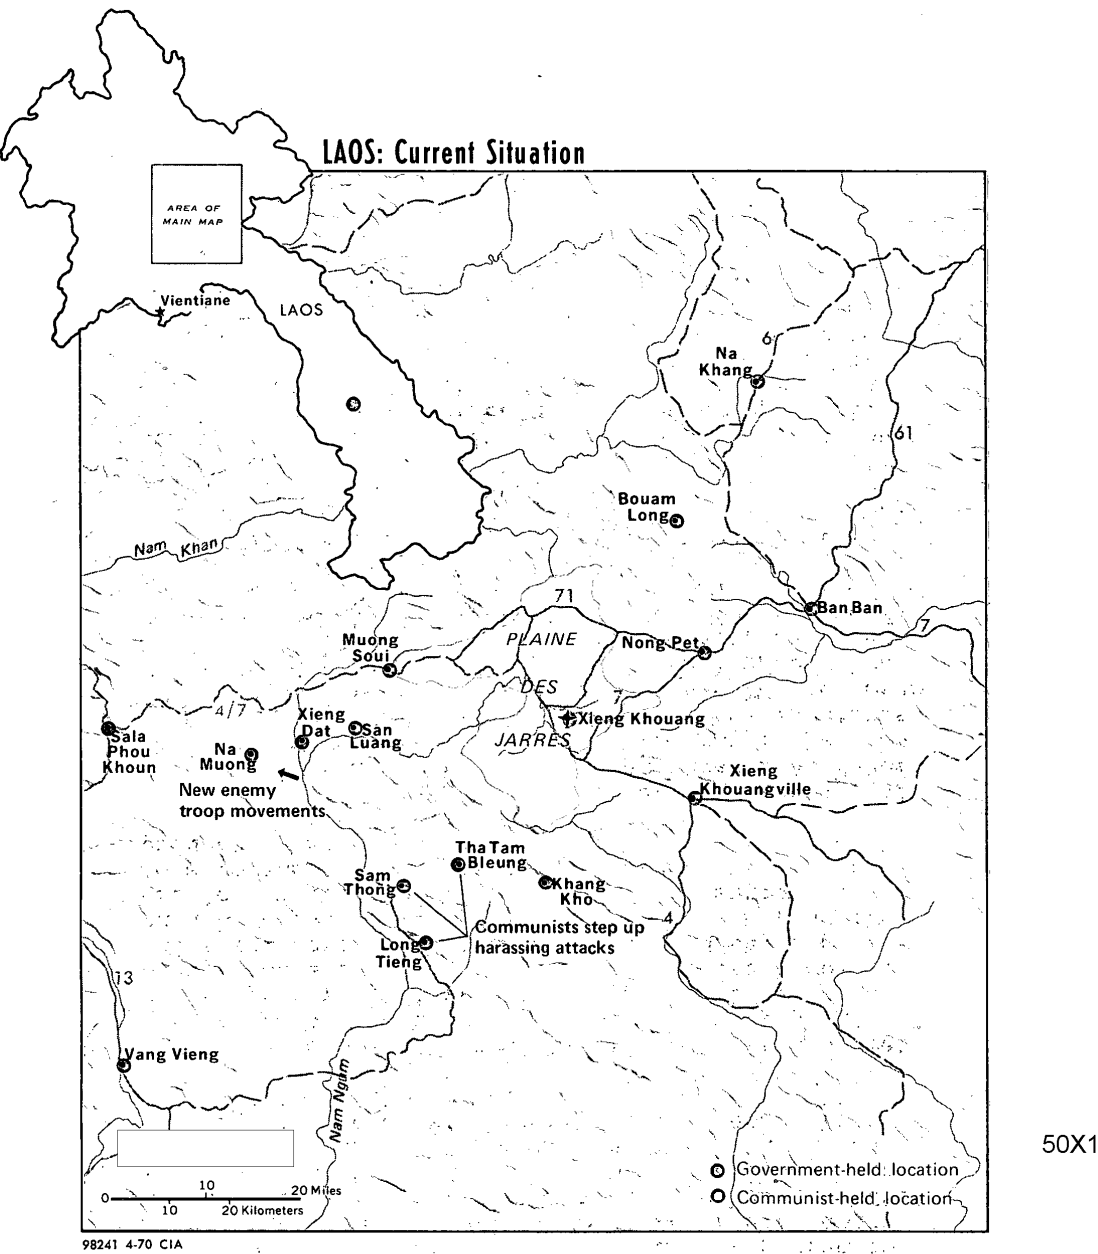 LAOS: Current Situation
AREA OF
MAIN MAP
Vientiane
LAOS
6
Na
Khang
61
Bouam
Long
Nam Khan
71
Ban Ban
7
PLAINE
Muong
Soui
Nong Pet
DES
7
4/7
Xieng
Dat
San
Luang
Xieng Khouang
JARRES
Sala
Phou
Khoun
Na
Muong
Xieng
Khouangville
New enemy
troop movements
Tha Tam
Bleung
Sam
Thong
Khang
Kho
4
Communists step up
harassing attacks
Long
Tieng
13
Vang Vieng
Nam Ngum
50X1
Government-held location
Communist-held location
0 10 20 Miles
10 20 Kilometers
98241 4-70 CIA